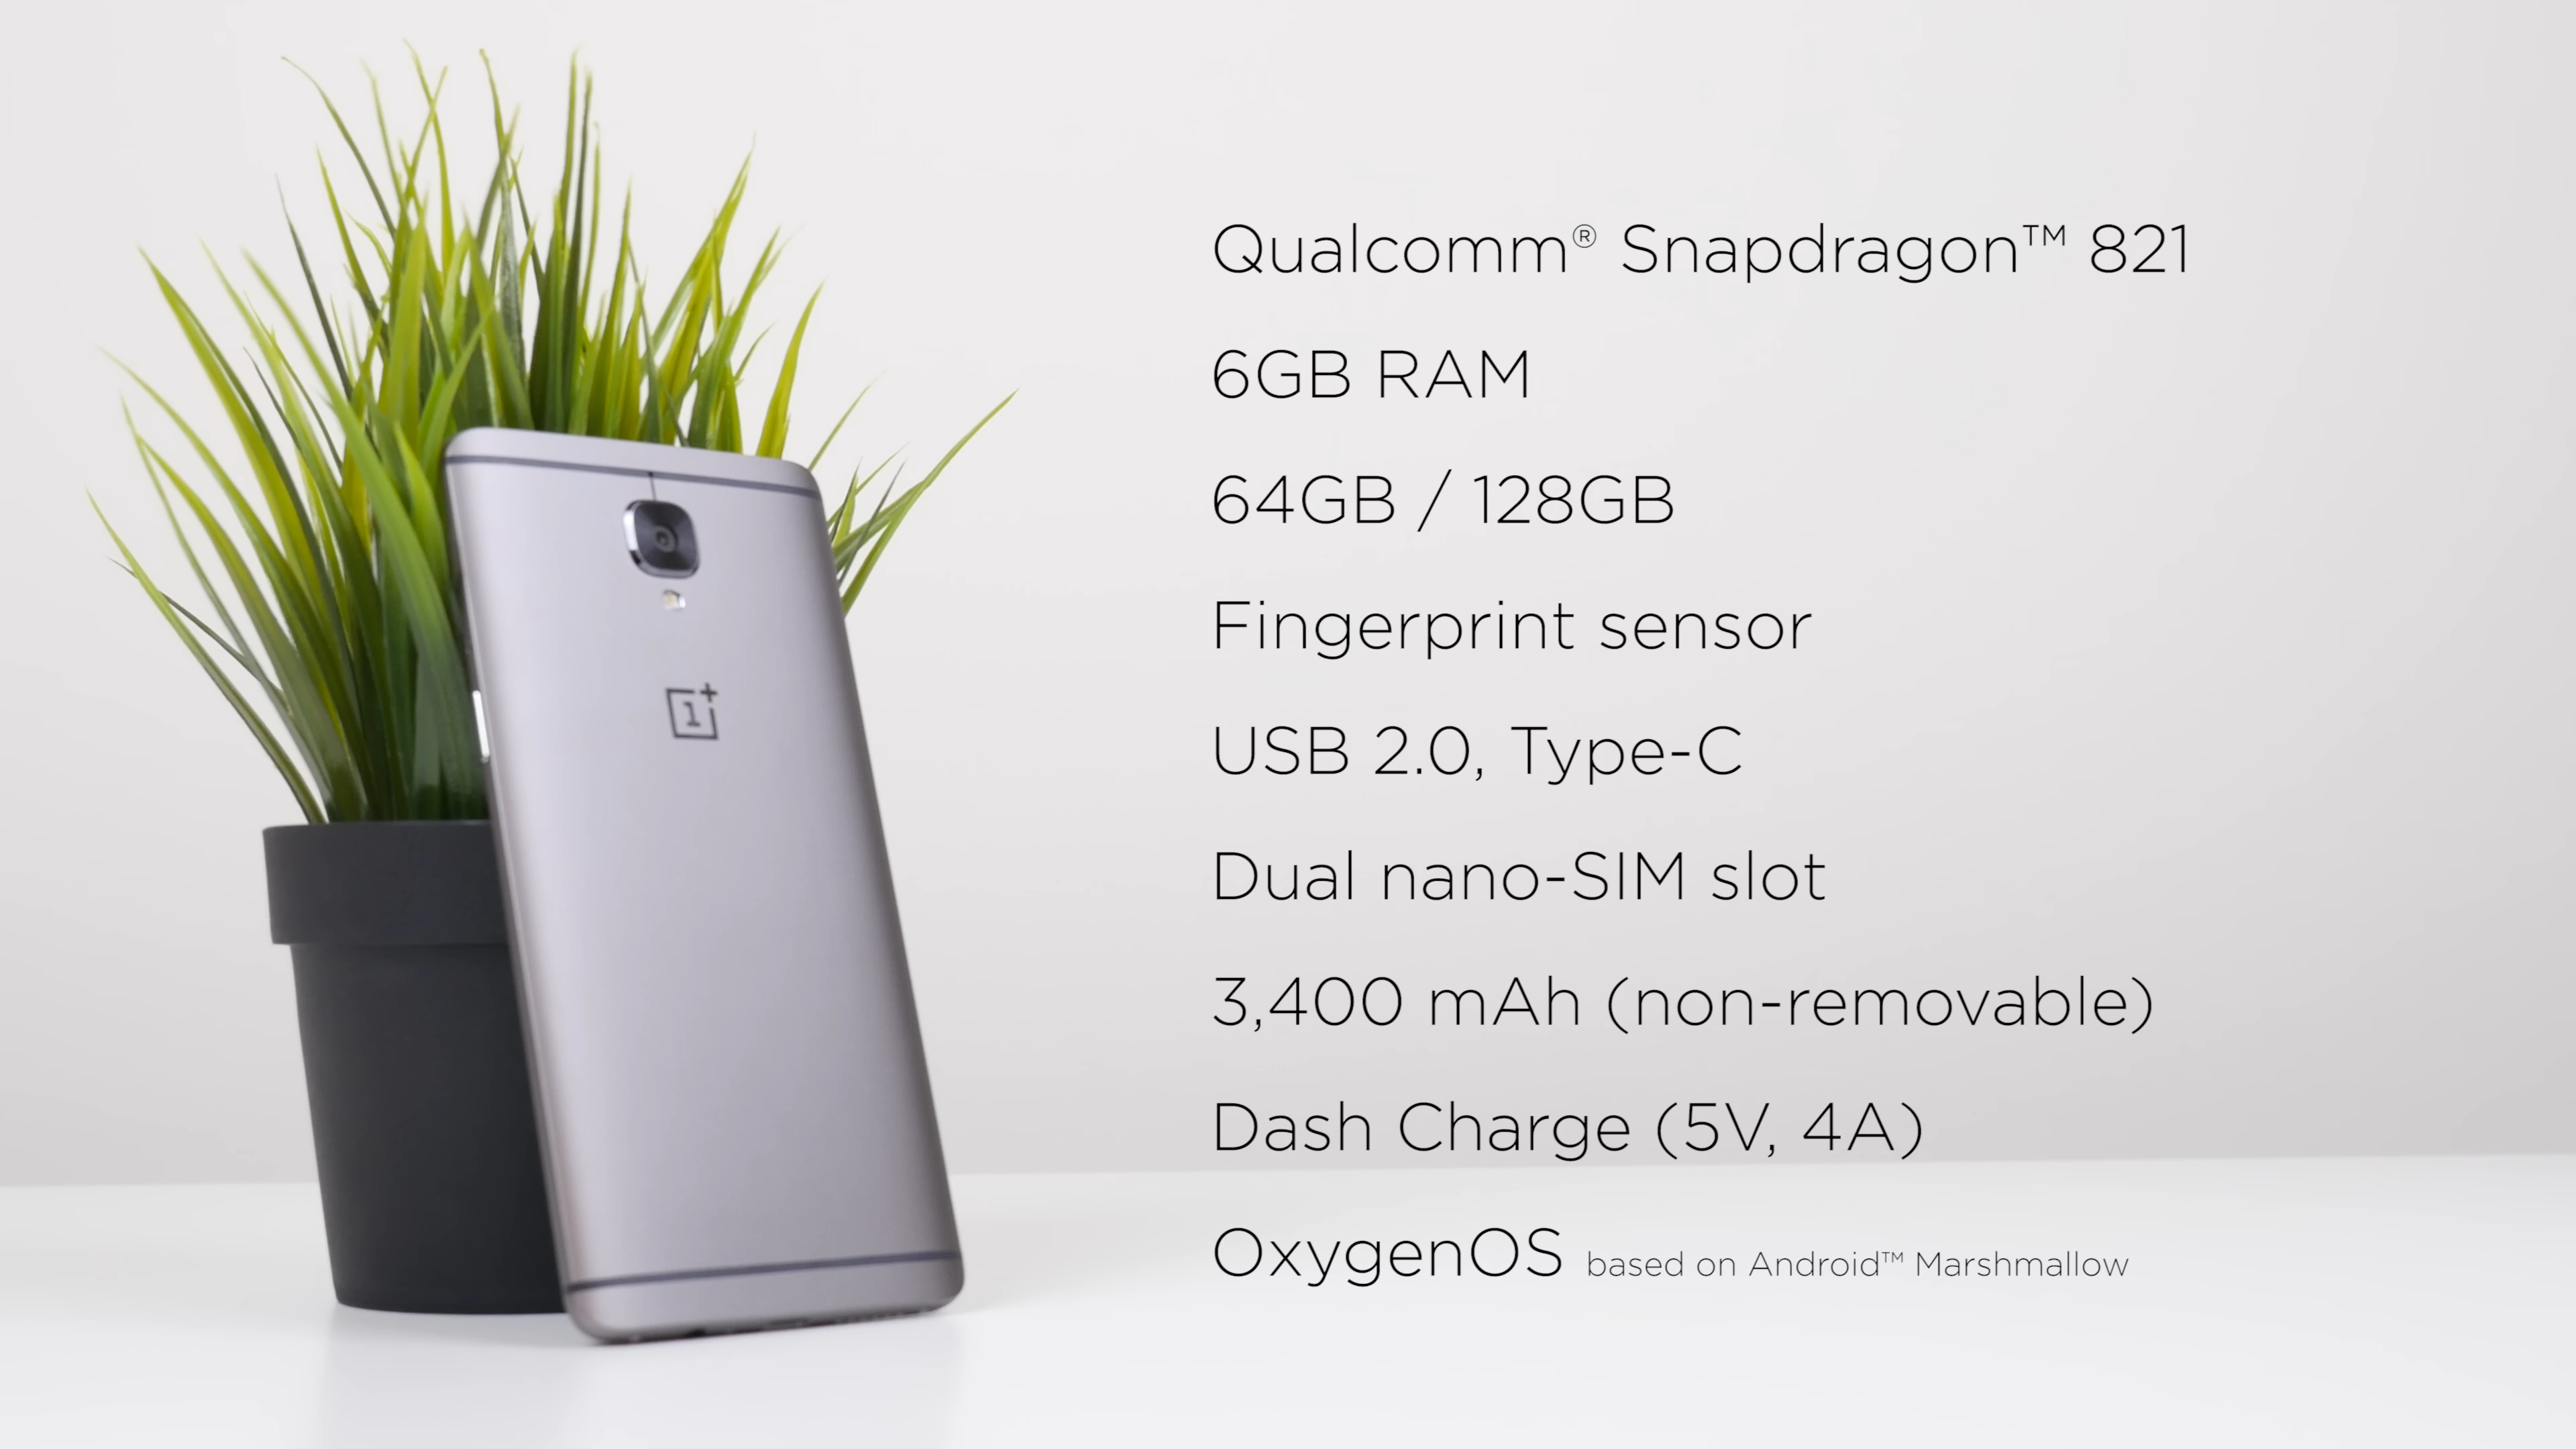 Qualcomm® Snapdragon™ 821
6GB RAM
64GB / 128GB
Fingerprint sensor
USB 2.0, Type-C
Dual nano-SIM slot
3,400 mAh (non-removable)
Dash Charge (5V, 4A)
OxygenOS based on Android™ Marshmallow
1+